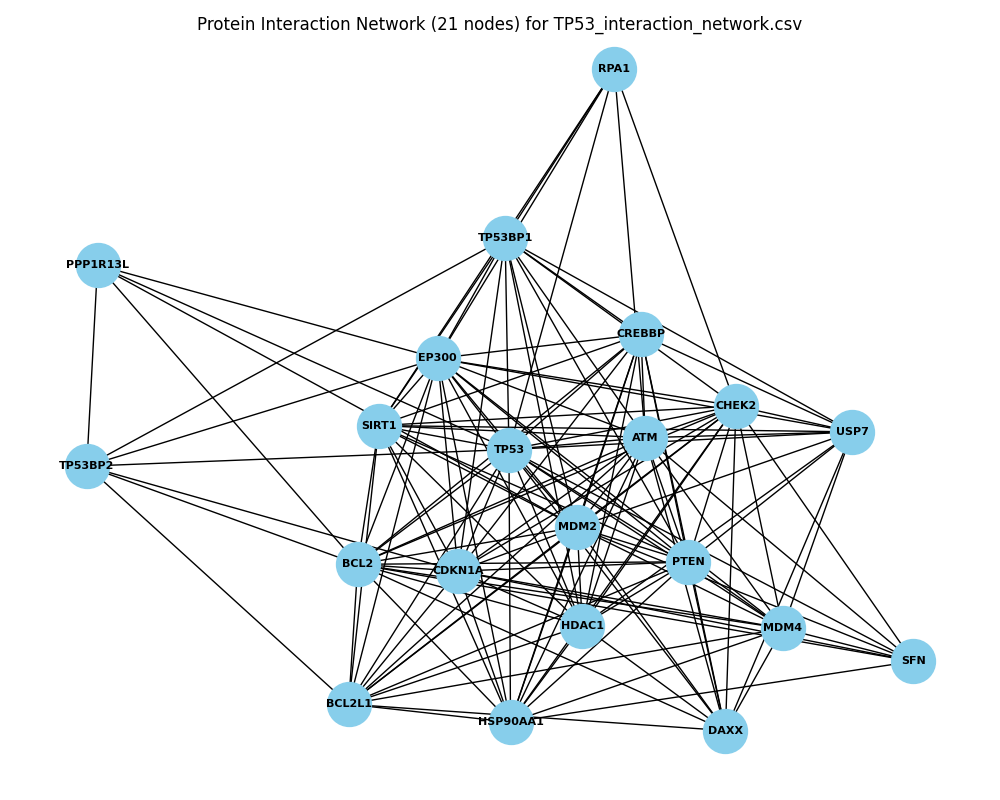 Protein Interaction Network (21 nodes) for TP53_interaction_network.csv
RPA1
TP53BP1
PPP1R13L
CREBBP
EP300
CHEK2
SIRT1
USP7
ATM
TP53
TP53BP2
MDM2
PTEN
BCL2
CDKN1A
HDAC1
MDM4
SFN
BCL2L1
HSP90AA1
DAXX